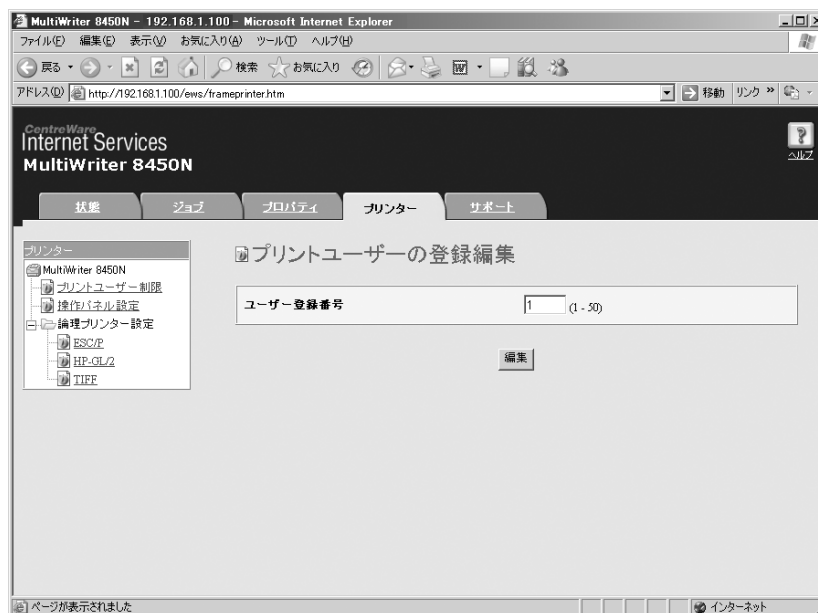 MultiWriter 8450N - 192.168.1.100 - Microsoft Internet Explorer
ファイル(F) 編集(E) 表示(V) お気に入り(A) ツール(T) ヘルプ(H)
戻る 検索 お気に入り
アドレス(D) http://192.168.1.100/ews/frameprinter.htm 移動 リンク »
CentreWare
Internet Services
MultiWriter 8450N
ヘルプ
状態 ジョブ プロパティ プリンター サポート
プリンター
MultiWriter 8450N
プリントユーザー制限
操作パネル設定
論理プリンター設定
ESC/P
HP-GL/2
TIFF
プリントユーザーの登録編集
ユーザー登録番号 1 (1 - 50)
編集
ページが表示されました インターネット